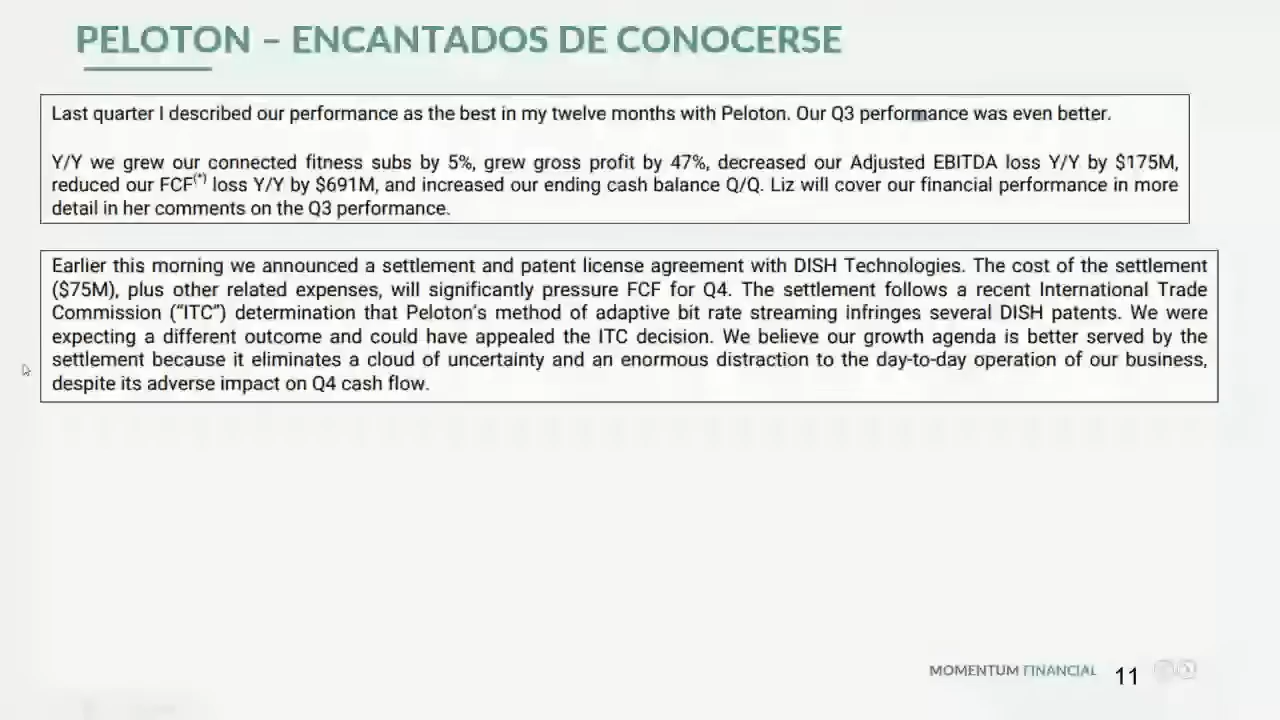 PELOTON – ENCANTADOS DE CONOCERSE
Last quarter I described our performance as the best in my twelve months with Peloton. Our Q3 performance was even better.
Y/Y we grew our connected fitness subs by 5%, grew gross profit by 47%, decreased our Adjusted EBITDA loss Y/Y by $175M,
reduced our FCF(*) loss Y/Y by $691M, and increased our ending cash balance Q/Q. Liz will cover our financial performance in more
detail in her comments on the Q3 performance.
Earlier this morning we announced a settlement and patent license agreement with DISH Technologies. The cost of the settlement
($75M), plus other related expenses, will significantly pressure FCF for Q4. The settlement follows a recent International Trade
Commission (“ITC”) determination that Peloton’s method of adaptive bit rate streaming infringes several DISH patents. We were
expecting a different outcome and could have appealed the ITC decision. We believe our growth agenda is better served by the
settlement because it eliminates a cloud of uncertainty and an enormous distraction to the day-to-day operation of our business,
despite its adverse impact on Q4 cash flow.
MOMENTUM FINANCIAL 11